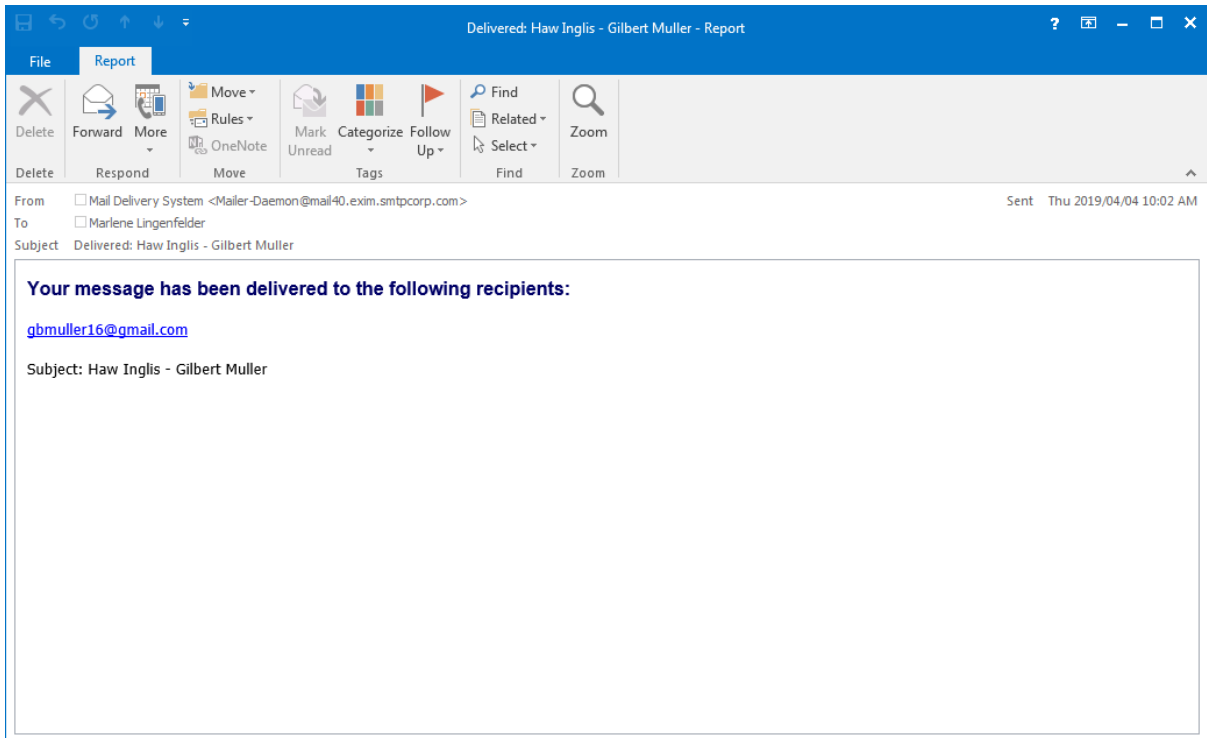 Delivered: Haw Inglis - Gilbert Muller - Report
?
File Report
Delete Forward More Move Rules OneNote Mark Unread Categorize Follow Up Find Related Select Zoom
Delete Respond Move Tags Find Zoom
From Mail Delivery System <Mailer-Daemon@mail40.exim.smtpcorp.com> Sent Thu 2019/04/04 10:02 AM
To Marlene Lingenfelder
Subject Delivered: Haw Inglis - Gilbert Muller
Your message has been delivered to the following recipients:
gbmuller16@gmail.com
Subject: Haw Inglis - Gilbert Muller